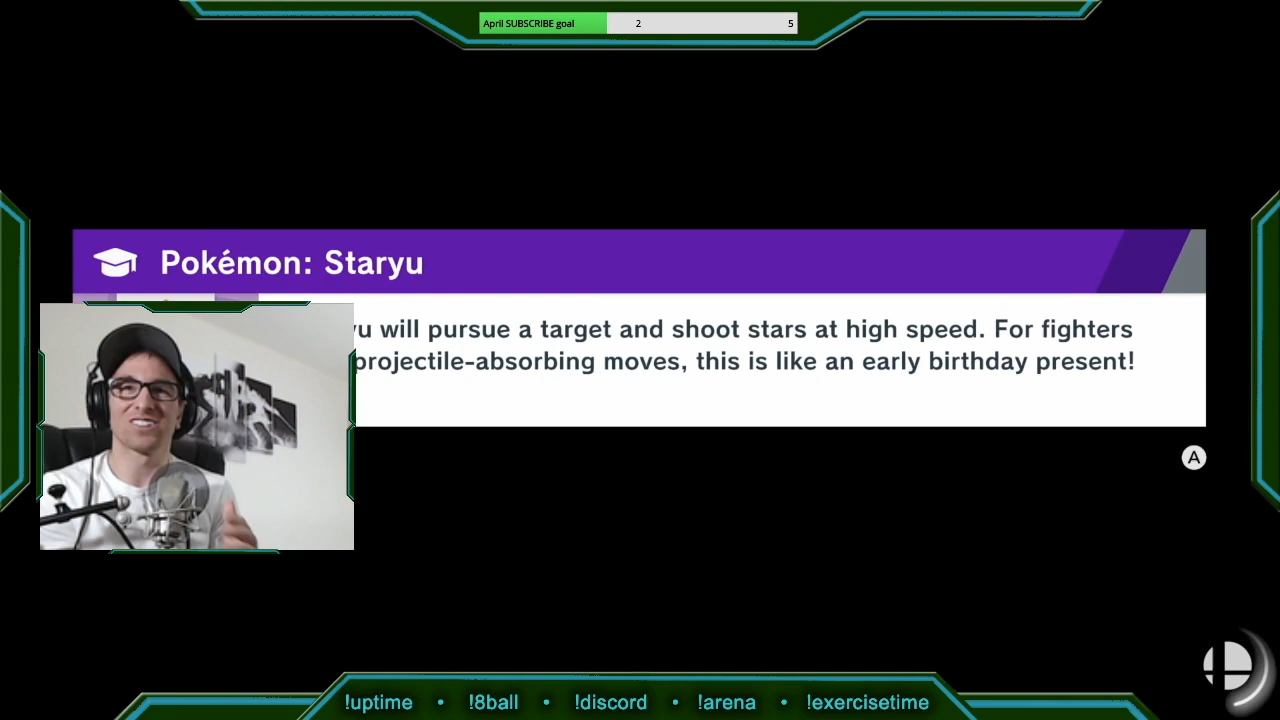 April SUBSCRIBE goal 2 5
Pokémon: Staryu
will pursue a target and shoot stars at high speed. For fighters
projectile-absorbing moves, this is like an early birthday present!
A
!uptime • !8ball • !discord • !arena • !exercisetime